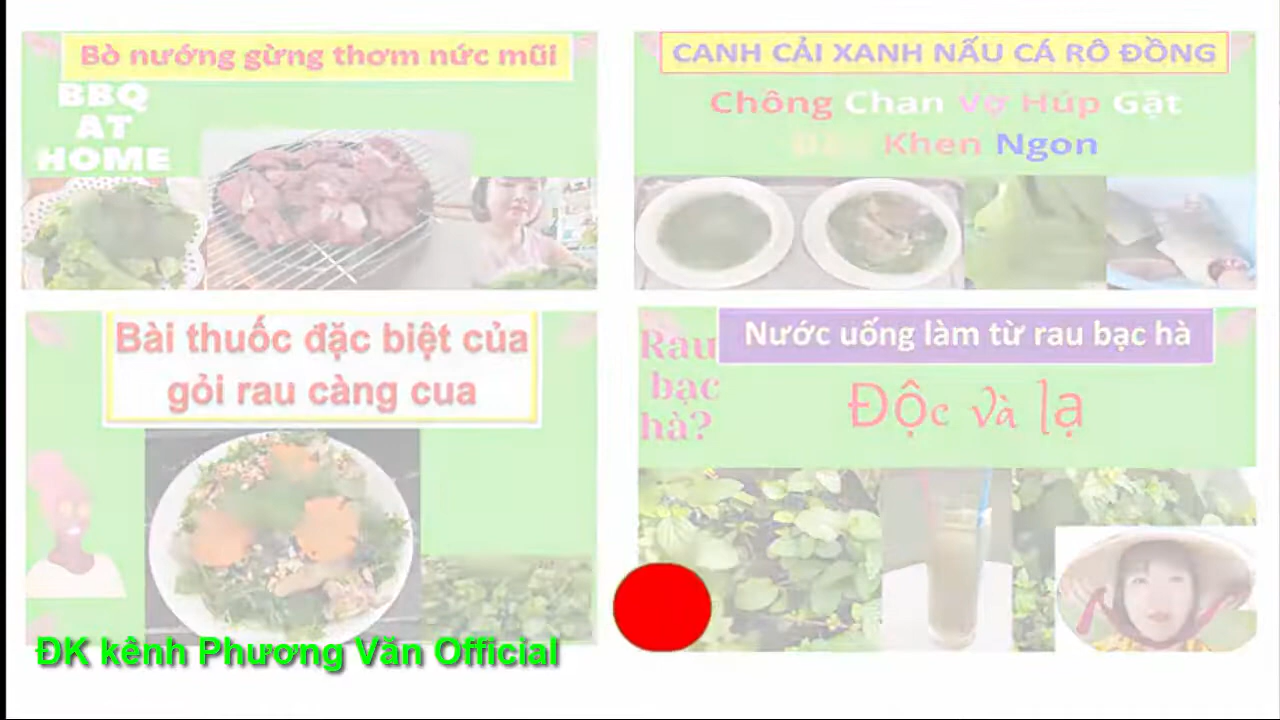 Bò nướng gừng thơm nức mũi
BBQ
AT
HOME
CANH CẢI XANH NẤU CÁ RÔ ĐỒNG
Chồng Chan Vợ Húp Gật
Khen Ngon
Bài thuốc đặc biệt của
gỏi rau càng cua
Nước uống làm từ rau bạc hà
Rau
bạc
hà?
Độc và lạ
ĐK kênh Phương Văn Official